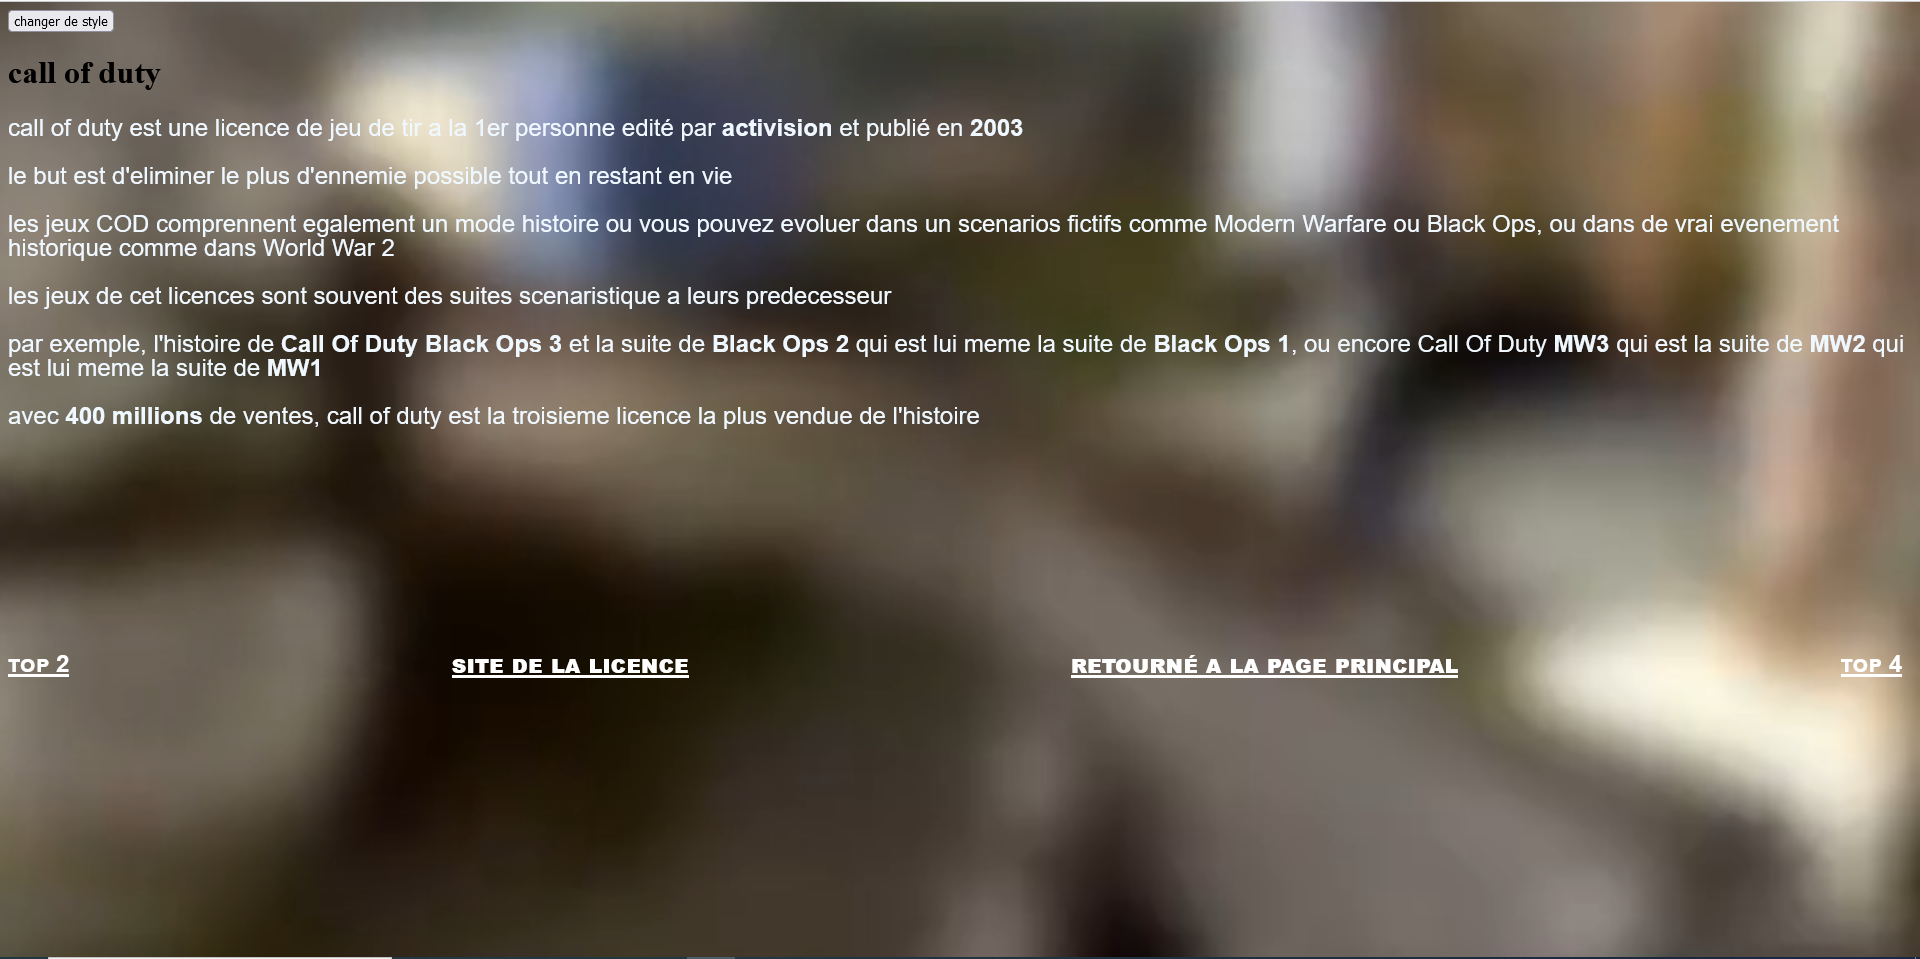 changer de style
call of duty
call of duty est une licence de jeu de tir a la 1er personne edité par activision et publié en 2003
le but est d'eliminer le plus d'ennemie possible tout en restant en vie
les jeux COD comprennent egalement un mode histoire ou vous pouvez evoluer dans un scenarios fictifs comme Modern Warfare ou Black Ops, ou dans de vrai evenement
historique comme dans World War 2
les jeux de cet licences sont souvent des suites scenaristique a leurs predecesseur
par exemple, l'histoire de Call Of Duty Black Ops 3 et la suite de Black Ops 2 qui est lui meme la suite de Black Ops 1, ou encore Call Of Duty MW3 qui est la suite de MW2 qui
est lui meme la suite de MW1
avec 400 millions de ventes, call of duty est la troisieme licence la plus vendue de l'histoire
TOP 2 SITE DE LA LICENCE RETOURNÉ A LA PAGE PRINCIPAL TOP 4